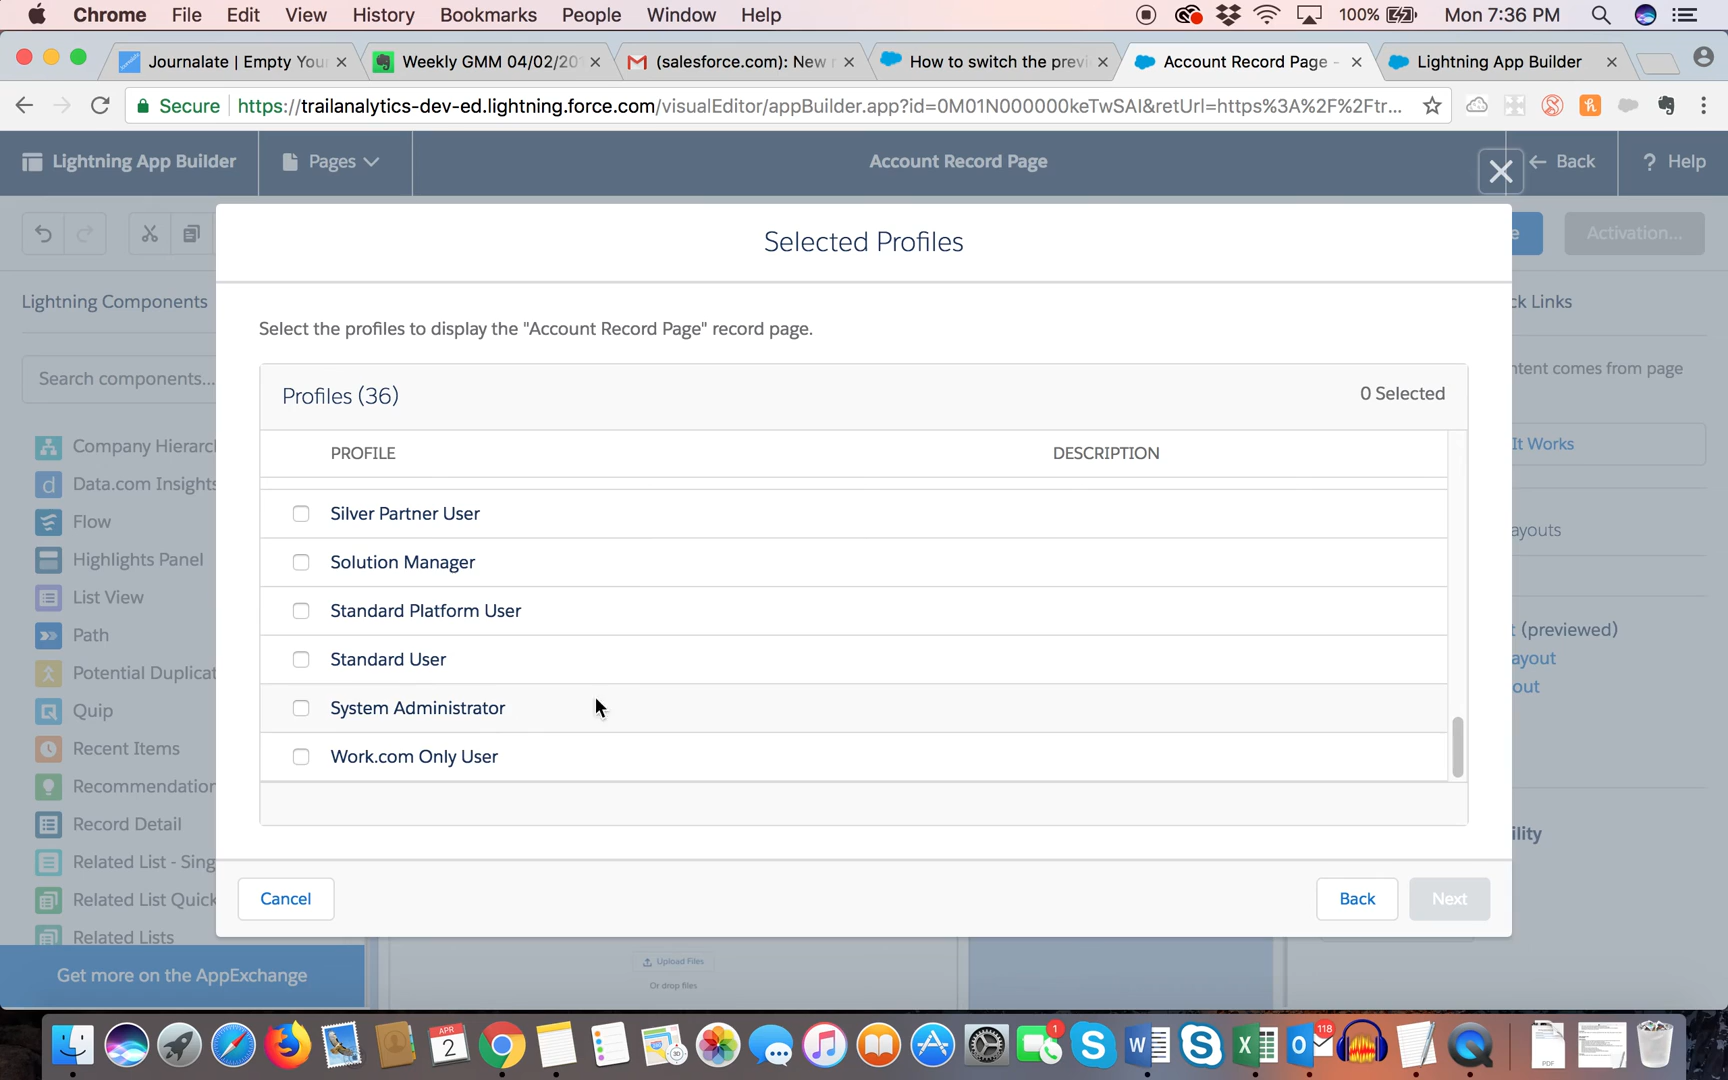 Chrome File Edit View History Bookmarks People Window Help 100% Mon 7:36 PM
Journalate | Empty You
Weekly GMM 04/02/20
(salesforce.com): New r
How to switch the previ
Account Record Page -
Lightning App Builder
Secure https://trailanalytics-dev-ed.lightning.force.com/visualEditor/appBuilder.app?id=0M01N000000keTwSAI&retUrl=https%3A%2F%2Ftr...
Lightning App Builder
Pages
Account Record Page
Back
? Help
e
Activation...
Lightning Components
ck Links
Search components...
ntent comes from page
Company Hierarch
It Works
Data.com Insights
Flow
ayouts
Highlights Panel
List View
Path
t (previewed)
ayout
Potential Duplicat
out
Quip
Recent Items
Recommendation
Record Detail
ility
Related List - Sing
Related List Quick
Related Lists
Get more on the AppExchange
Upload Files
Or drop files
Selected Profiles
Select the profiles to display the "Account Record Page" record page.
Profiles (36)
0 Selected
PROFILE
DESCRIPTION
Silver Partner User
Solution Manager
Standard Platform User
Standard User
System Administrator
Work.com Only User
Cancel
Back
Next
APR
2
1
118
PDF